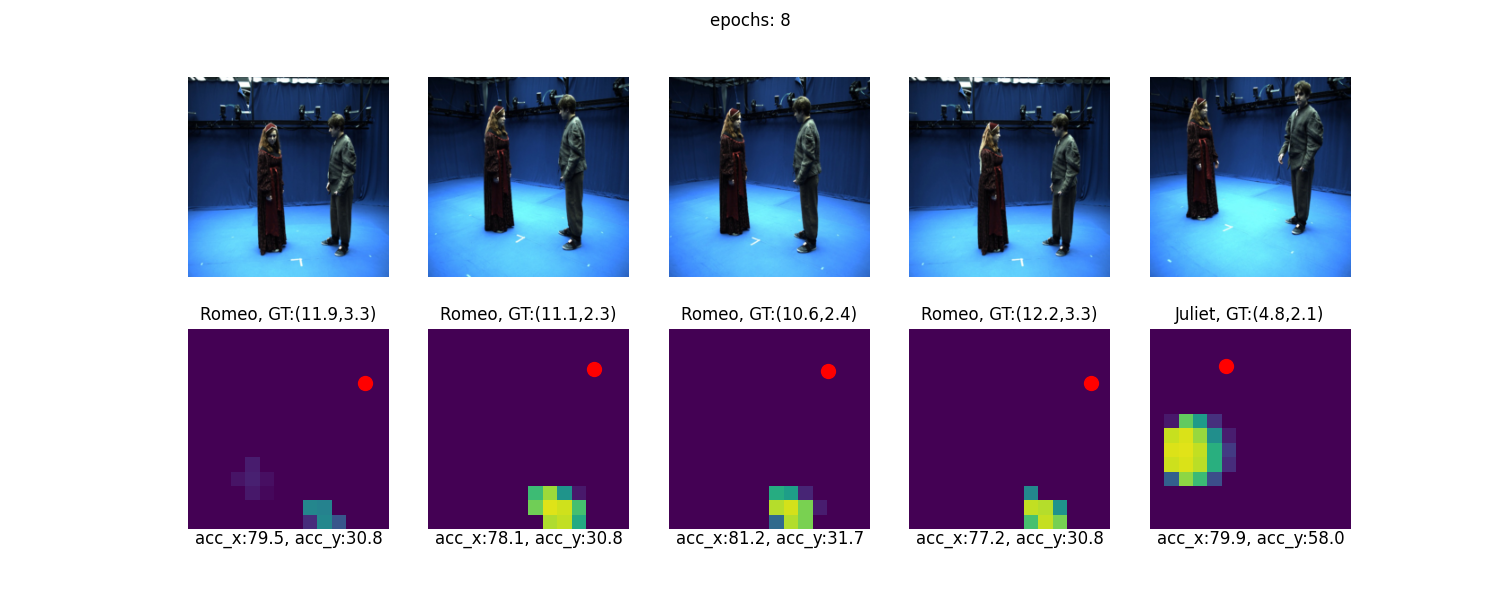 epochs: 8
Romeo, GT:(11.9,3.3)
Romeo, GT:(11.1,2.3)
Romeo, GT:(10.6,2.4)
Romeo, GT:(12.2,3.3)
Juliet, GT:(4.8,2.1)
acc_x:79.5, acc_y:30.8
acc_x:78.1, acc_y:30.8
acc_x:81.2, acc_y:31.7
acc_x:77.2, acc_y:30.8
acc_x:79.9, acc_y:58.0